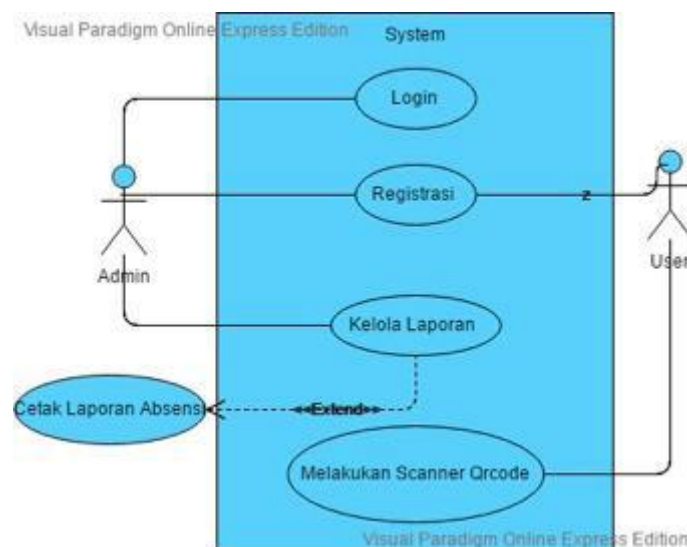 Visual Paradigm Online Express Edition
System
Login
Registrasi
z
Admin
User
Kelola Laporan
Cetak Laporan Absensi
Extend
Melakukan Scanner Qrcode
Visual Paradigm Online Express Edition